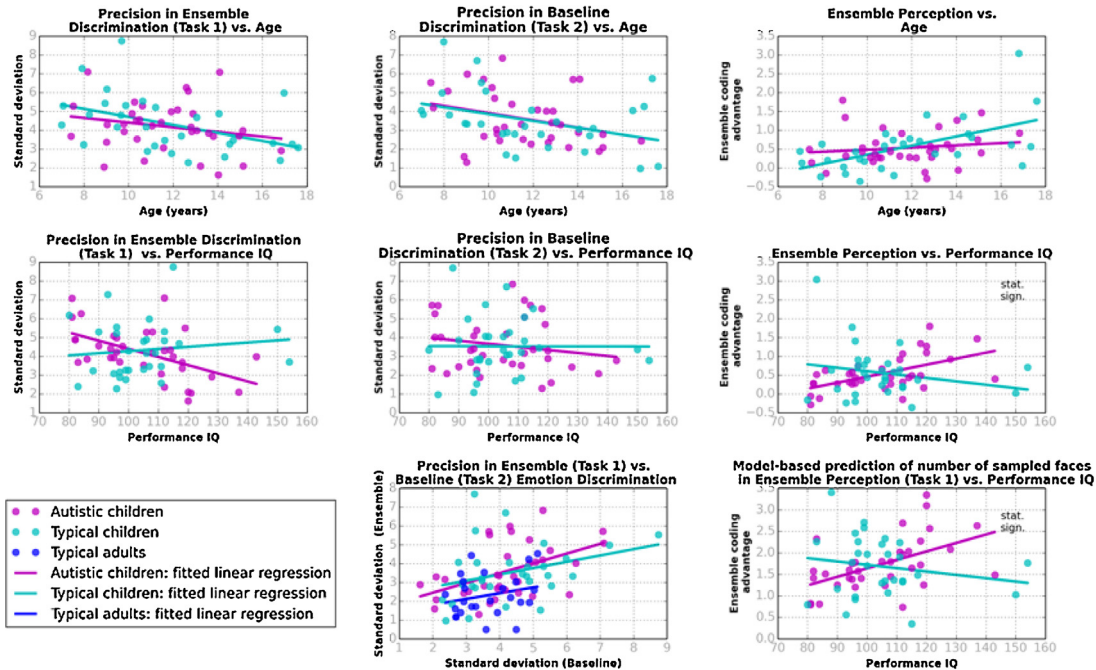 Precision in Ensemble
Discrimination (Task 1) vs. Age
Standard deviation
9
8
7
6
5
4
3
2
1
6 8 10 12 14 16 18
Age (years)
Precision in Baseline
Discrimination (Task 2) vs. Age
Standard deviation
9
8
7
6
5
4
3
2
1
0
6 8 10 12 14 16 18
Age (years)
Ensemble Perception vs.
Age
Ensemble coding
advantage
3.5
3.0
2.5
2.0
1.5
1.0
0.5
0.0
−0.5
6 8 10 12 14 16 18
Age (years)
Precision in Ensemble Discrimination
(Task 1) vs. Performance IQ
Standard deviation
9
8
7
6
5
4
3
2
1
70 80 90 100 110 120 130 140 150 160
Performance IQ
Precision in Baseline
Discrimination (Task 2) vs. Performance IQ
Standard deviation
8
7
6
5
4
3
2
1
0
70 80 90 100 110 120 130 140 150 160
Performance IQ
Ensemble Perception vs. Performance IQ
stat.
sign.
Ensemble coding
advantage
3.5
3.0
2.5
2.0
1.5
1.0
0.5
0.0
−0.5
70 80 90 100 110 120 130 140 150 160
Performance IQ
Autistic children
Typical children
Typical adults
Autistic children: fitted linear regression
Typical children: fitted linear regression
Typical adults: fitted linear regression
Precision in Ensemble (Task 1) vs.
Baseline (Task 2) Emotion Discrimination
Standard deviation (Ensemble)
8
7
6
5
4
3
2
1
0
1 2 3 4 5 6 7 8 9
Standard deviation (Baseline)
Model-based prediction of number of sampled faces
in Ensemble Perception (Task 1) vs. Performance IQ
stat.
sign.
Ensemble coding
advantage
3.5
3.0
2.5
2.0
1.5
1.0
0.5
0.0
70 80 90 100 110 120 130 140 150 160
Performance IQ